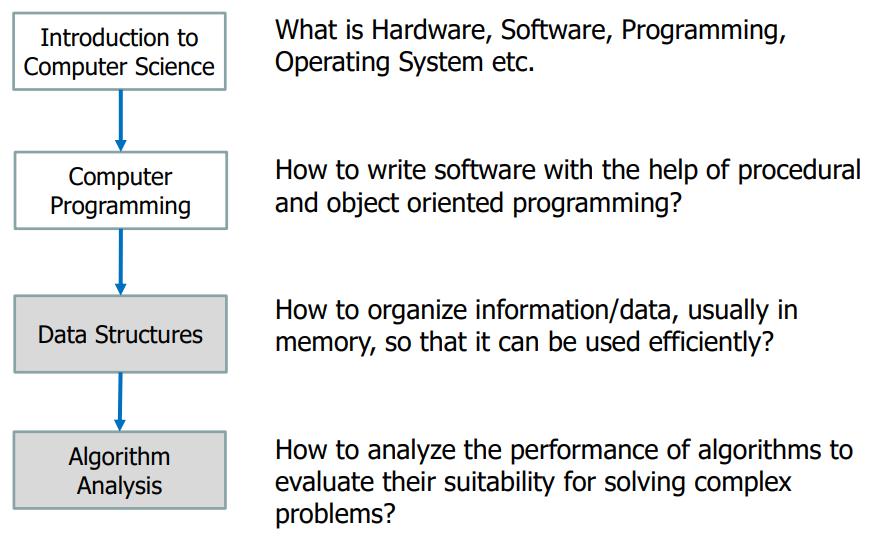 Introduction to
Computer Science
What is Hardware, Software, Programming,
Operating System etc.
Computer
Programming
How to write software with the help of procedural
and object oriented programming?
Data Structures
How to organize information/data, usually in
memory, so that it can be used efficiently?
Algorithm
Analysis
How to analyze the performance of algorithms to
evaluate their suitability for solving complex
problems?